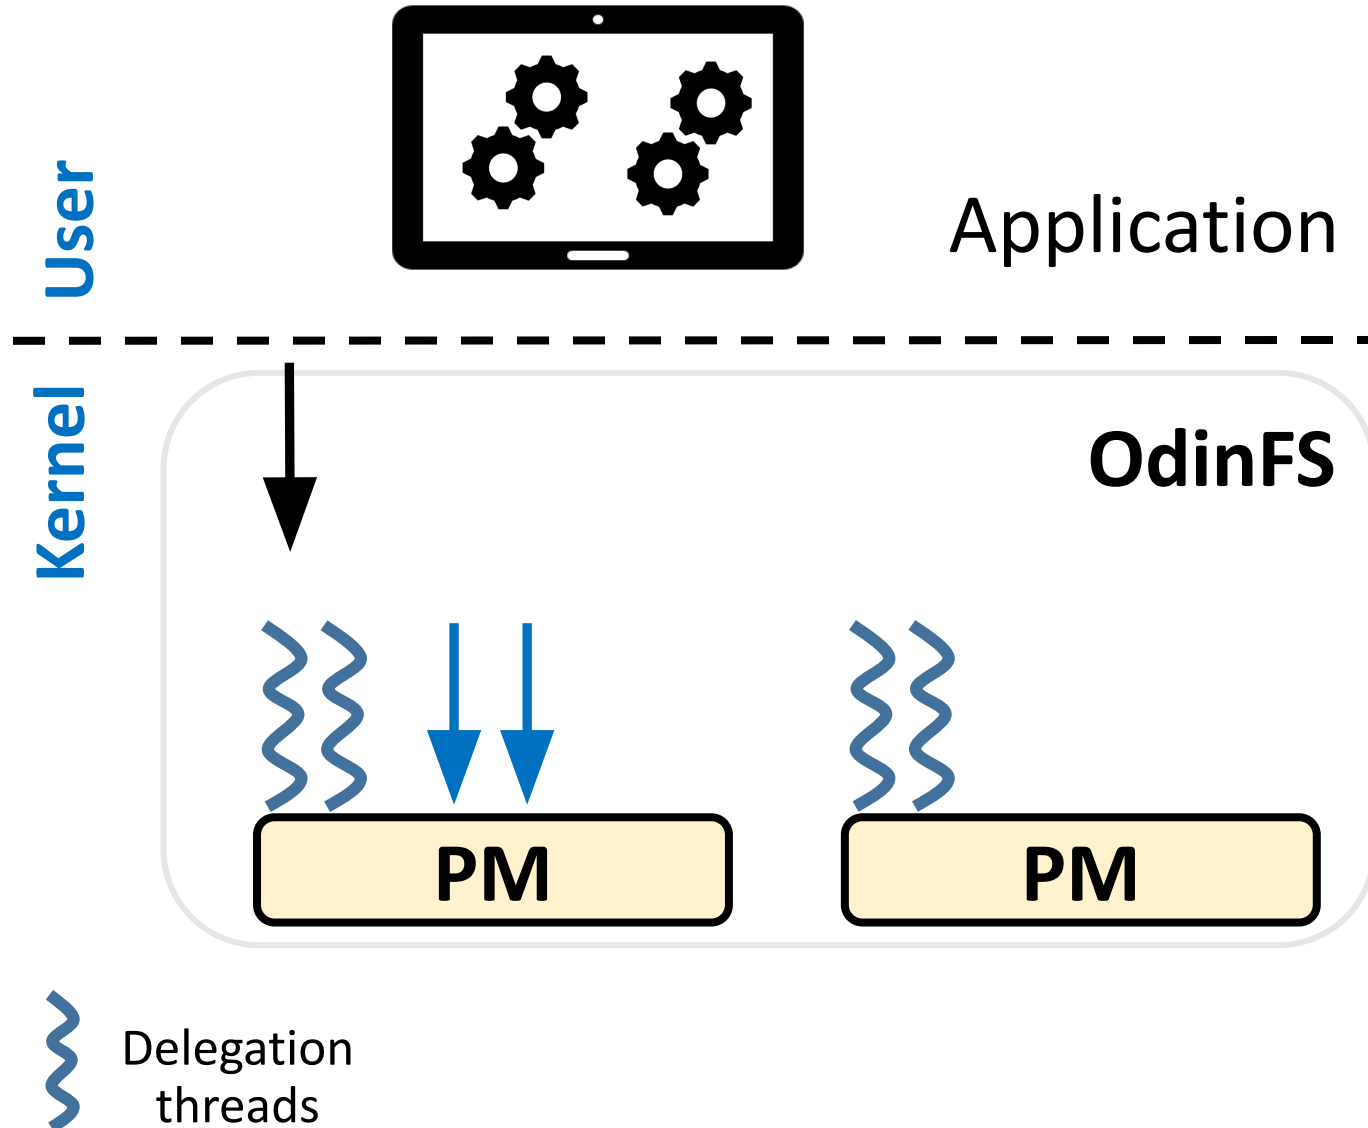 User
Application
Kernel
OdinFS
PM
PM
Delegation
threads